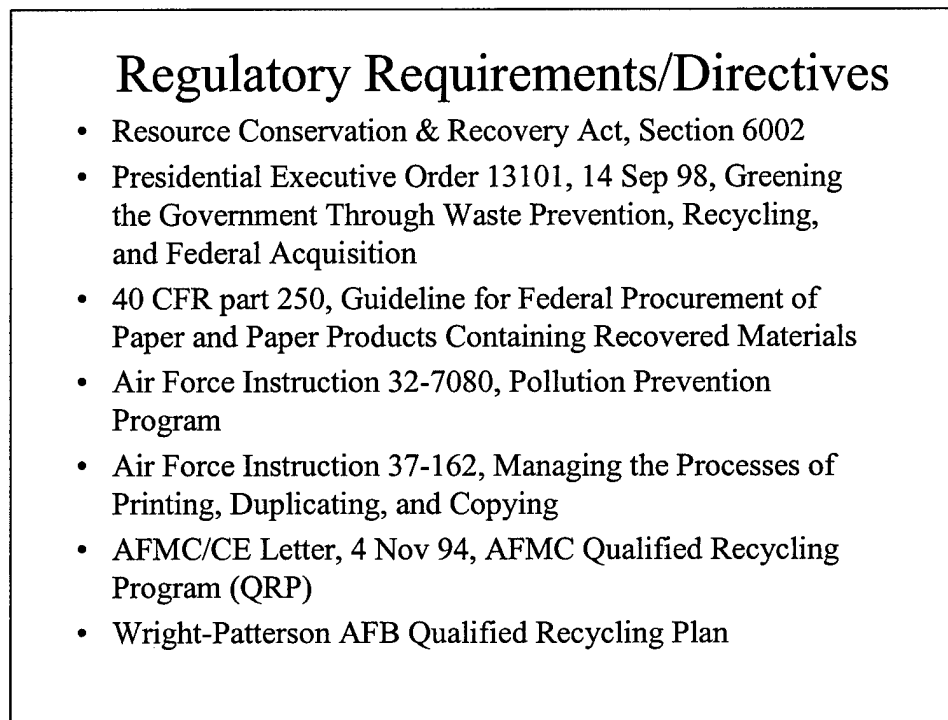 Regulatory Requirements/Directives
• Resource Conservation & Recovery Act, Section 6002
• Presidential Executive Order 13101, 14 Sep 98, Greening
the Government Through Waste Prevention, Recycling,
and Federal Acquisition
• 40 CFR part 250, Guideline for Federal Procurement of
Paper and Paper Products Containing Recovered Materials
• Air Force Instruction 32-7080, Pollution Prevention
Program
• Air Force Instruction 37-162, Managing the Processes of
Printing, Duplicating, and Copying
• AFMC/CE Letter, 4 Nov 94, AFMC Qualified Recycling
Program (QRP)
• Wright-Patterson AFB Qualified Recycling Plan